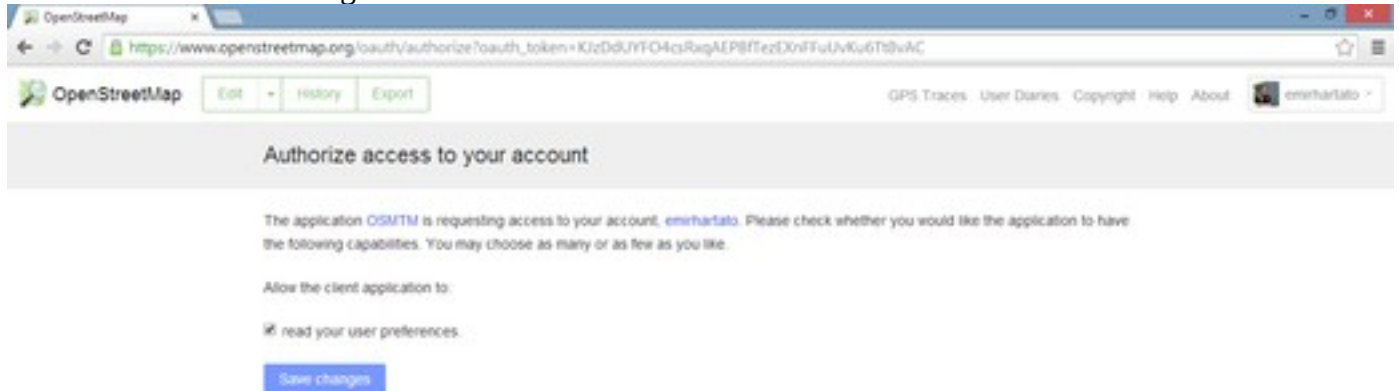 OpenStreetMap
https://www.openstreetmap.org/oauth/authorize?oauth_token=
OpenStreetMap Edit History Export GPS Traces User Diaries Copyright Help About emirhartato
Authorize access to your account
The application OSMTM is requesting access to your account, emirhartato. Please check whether you would like the application to have
the following capabilities. You may choose as many or as few as you like.
Allow the client application to:
read your user preferences.
Save changes